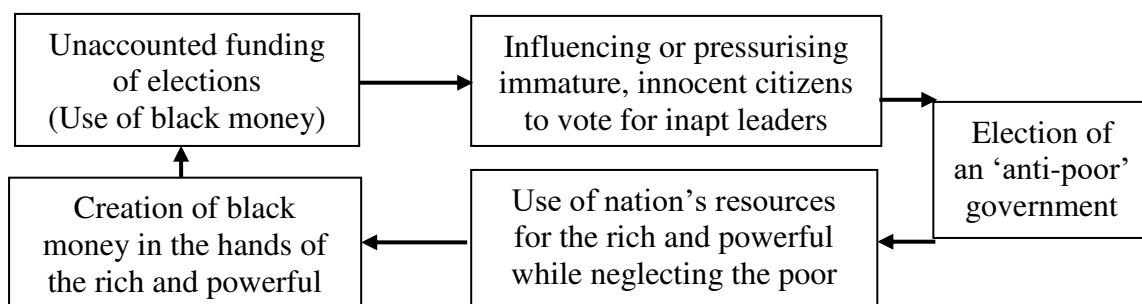 Unaccounted funding
of elections
(Use of black money)
Influencing or pressurising
immature, innocent citizens
to vote for inapt leaders
Election of
an ‘anti-poor’
government
Use of nation’s resources
for the rich and powerful
while neglecting the poor
Creation of black
money in the hands of
the rich and powerful